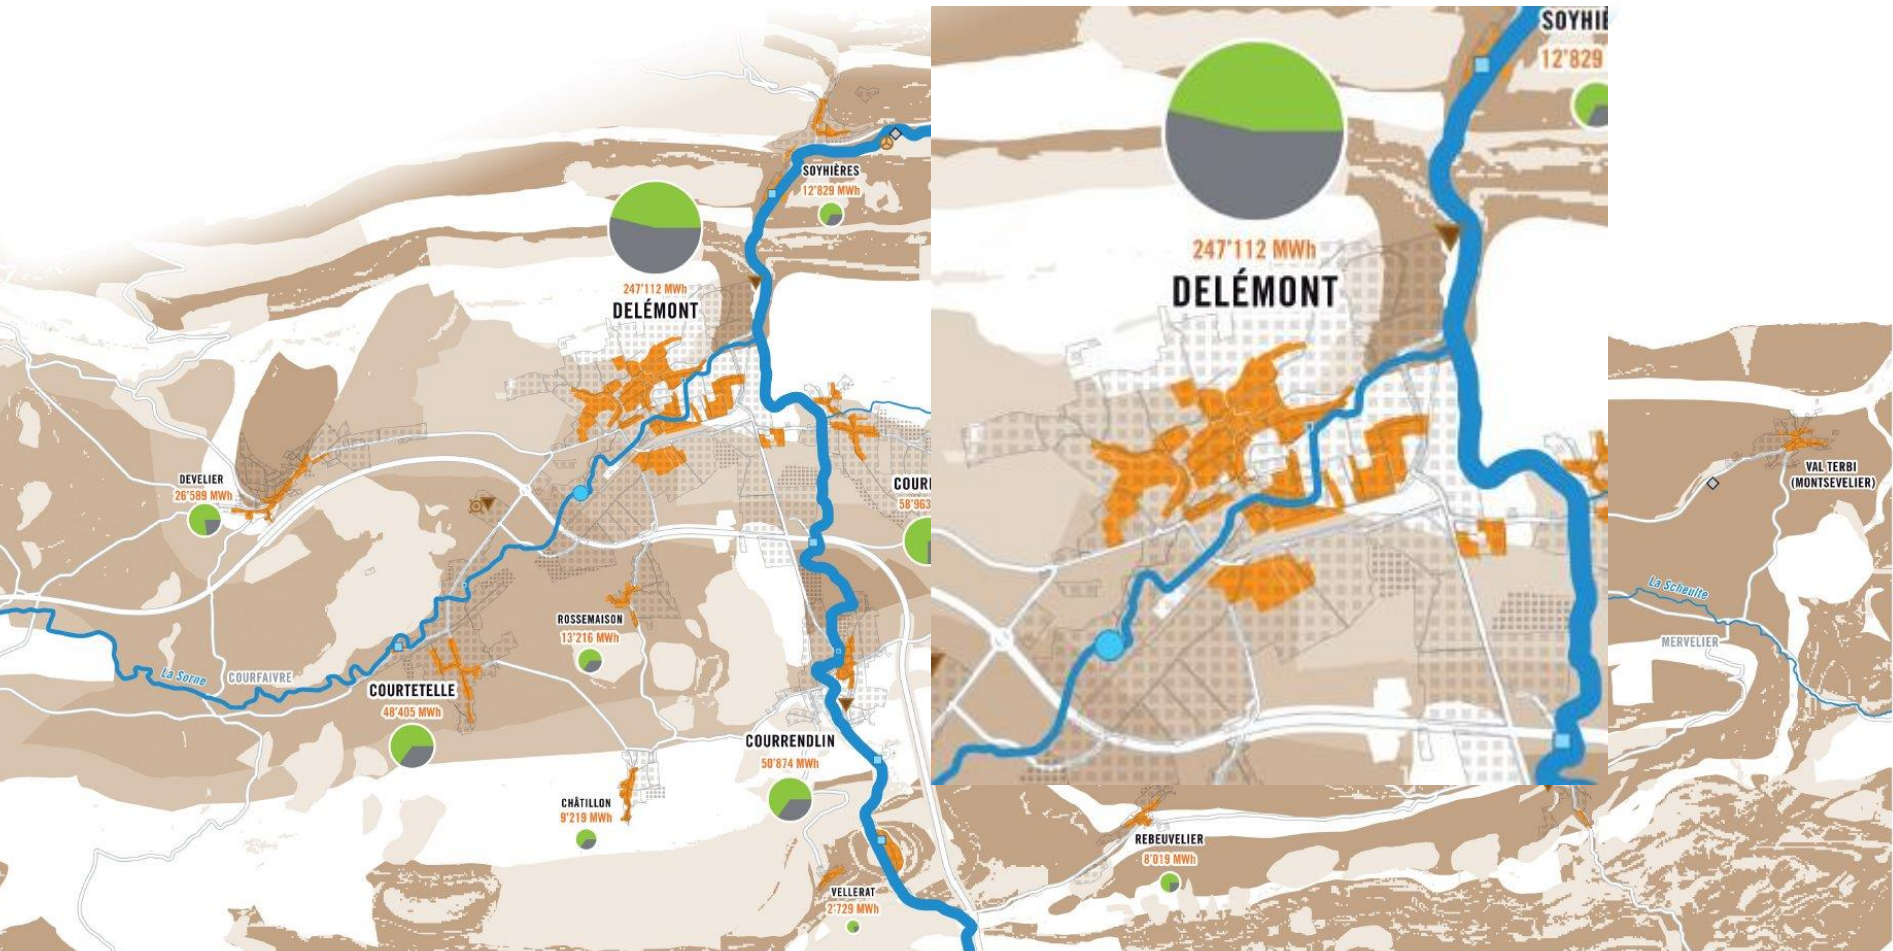 SOYHIÈRES
12'829 MWh
247'112 MWh
DELÉMONT
DEVELIER
26'589 MWh
COUR
58'963
ROSSEMAISON
13'216 MWh
La Sorne
COURFAIVRE
COURTETELLE
48'405 MWh
COURRENDLIN
50'874 MWh
CHÂTILLON
9'219 MWh
VELLERAT
2'729 MWh
SOYHIÈ
12'829
247'112 MWh
DELÉMONT
VAL TERBI
(MONTSEVELIER)
La Scheulte
MERVELIER
REBEUVELIER
8'019 MWh